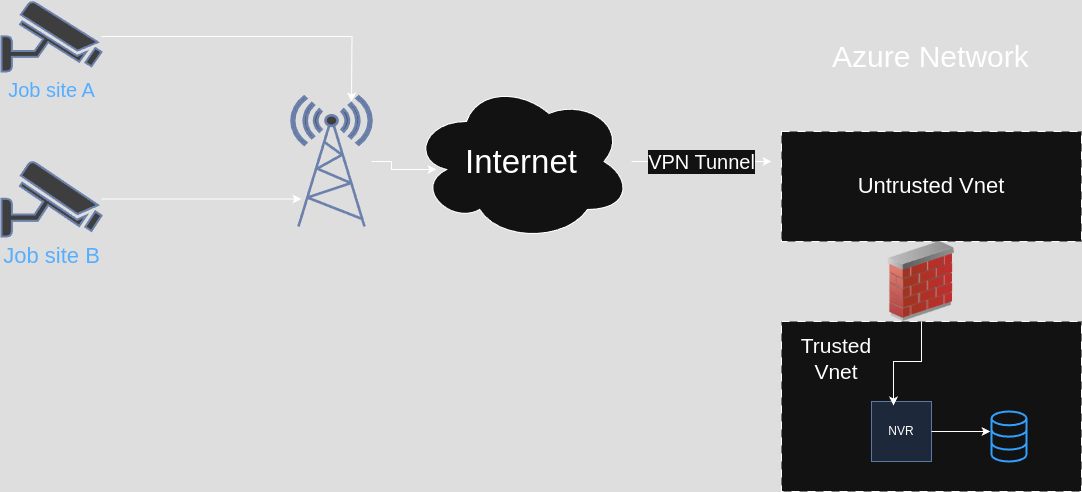 Job site A
Azure Network
Internet
VPN Tunnel
Untrusted Vnet
Job site B
Trusted
Vnet
NVR